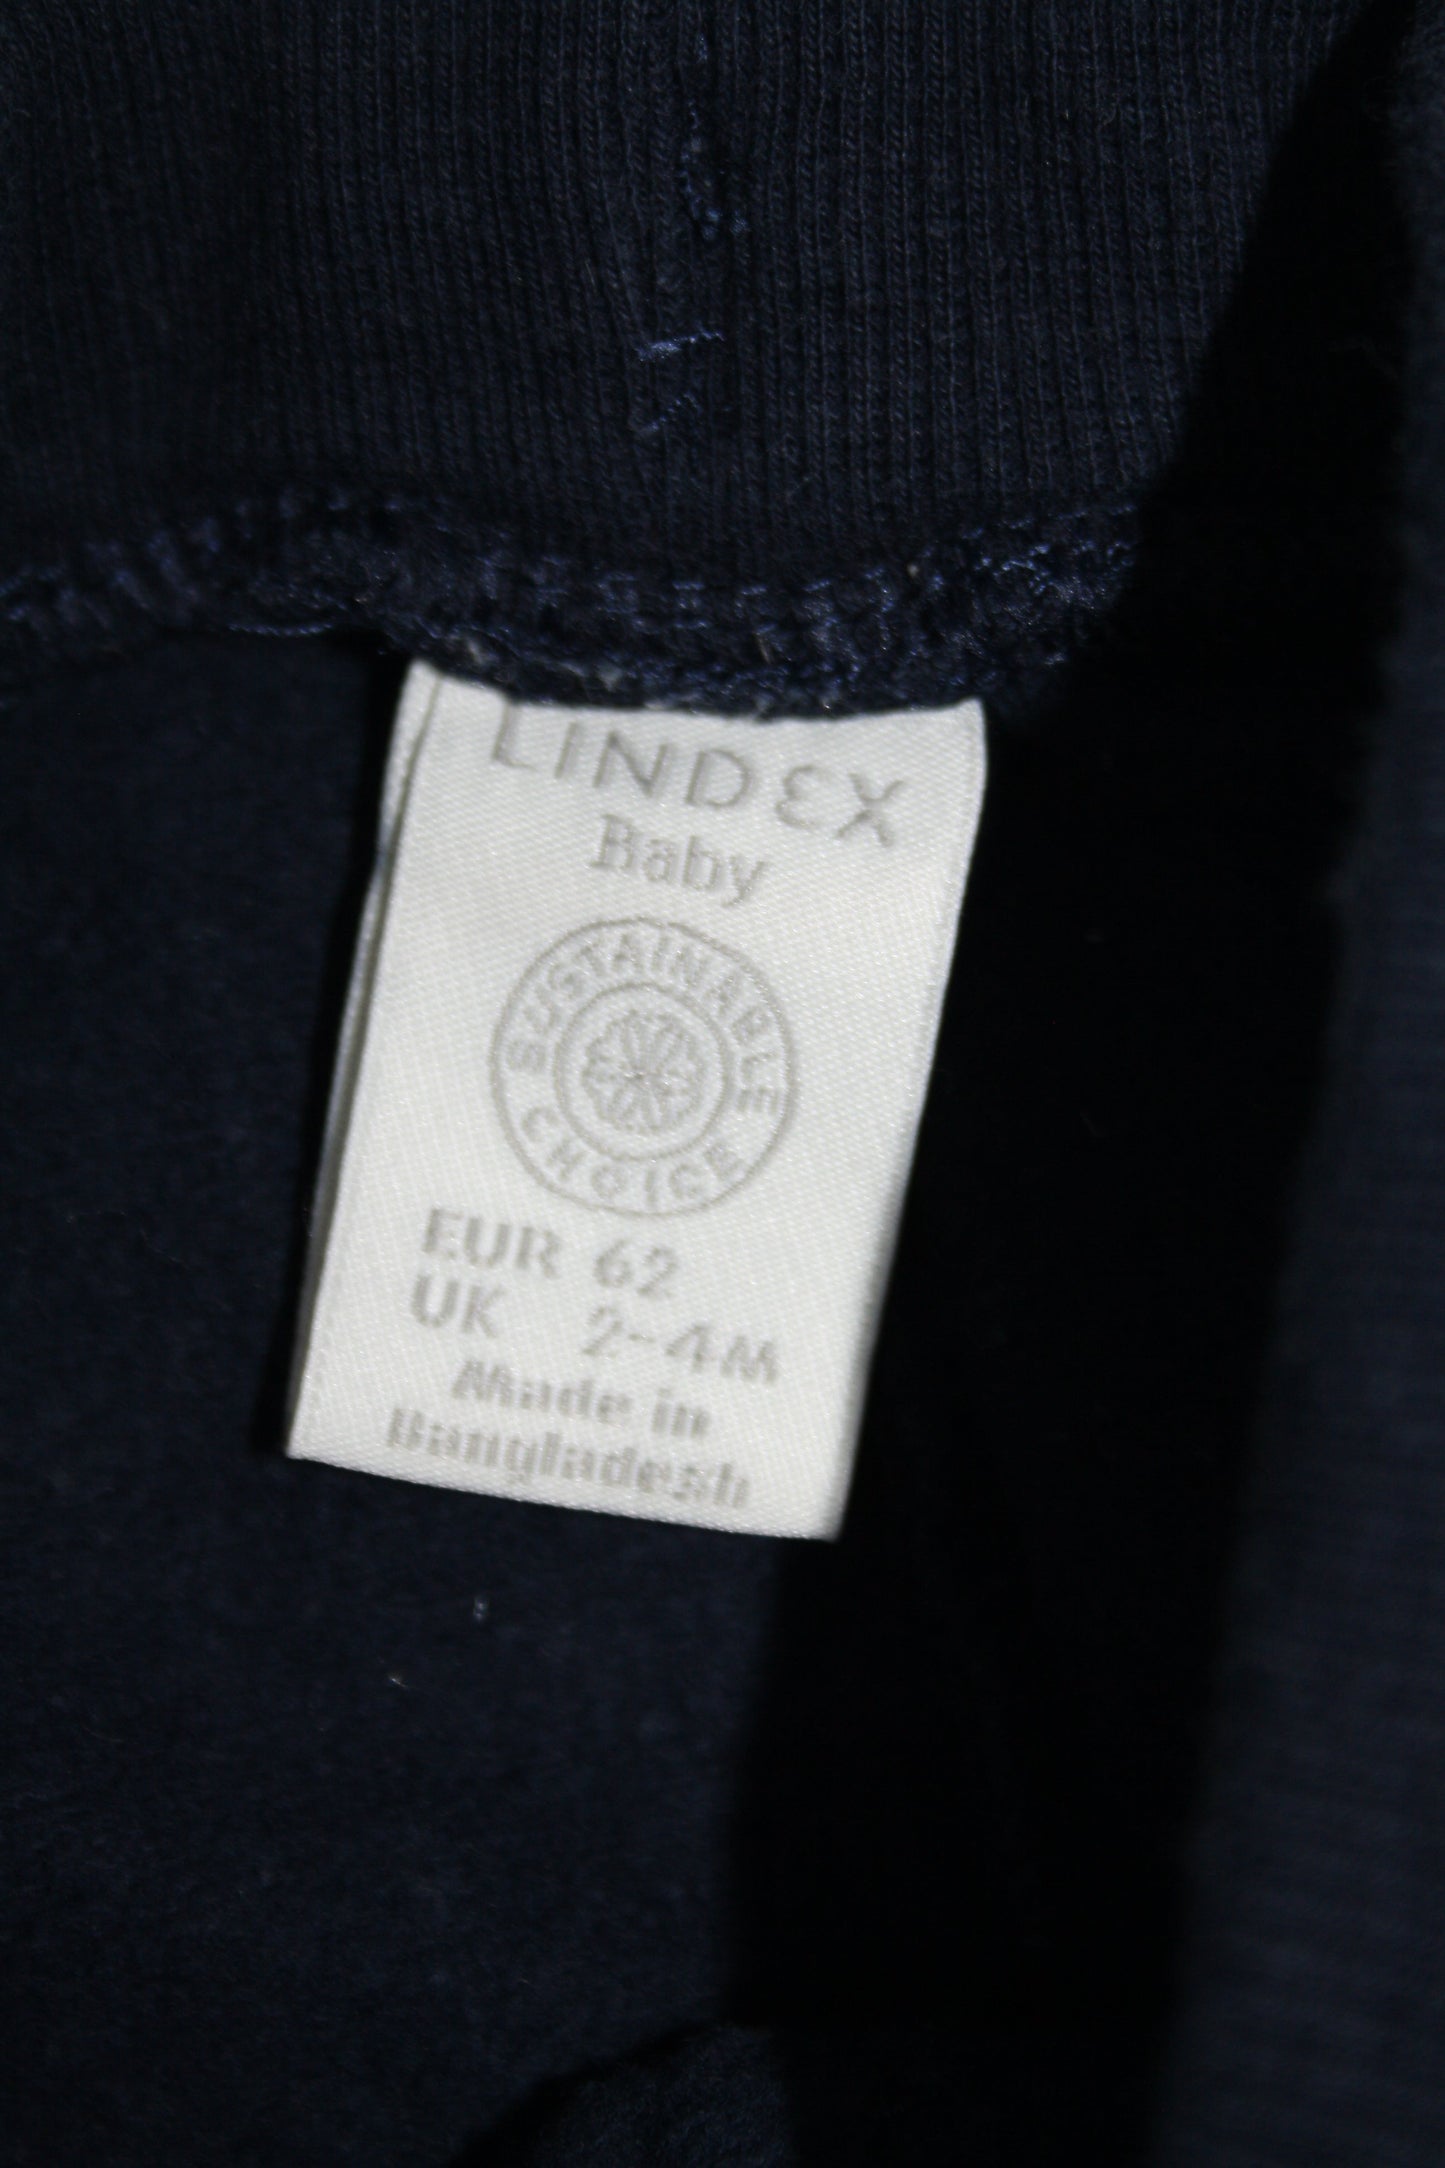 LINDEX
Baby
SUSTAINABLE
CHOICE
EUR 62
UK 2-4M
Made in
Bangladesh